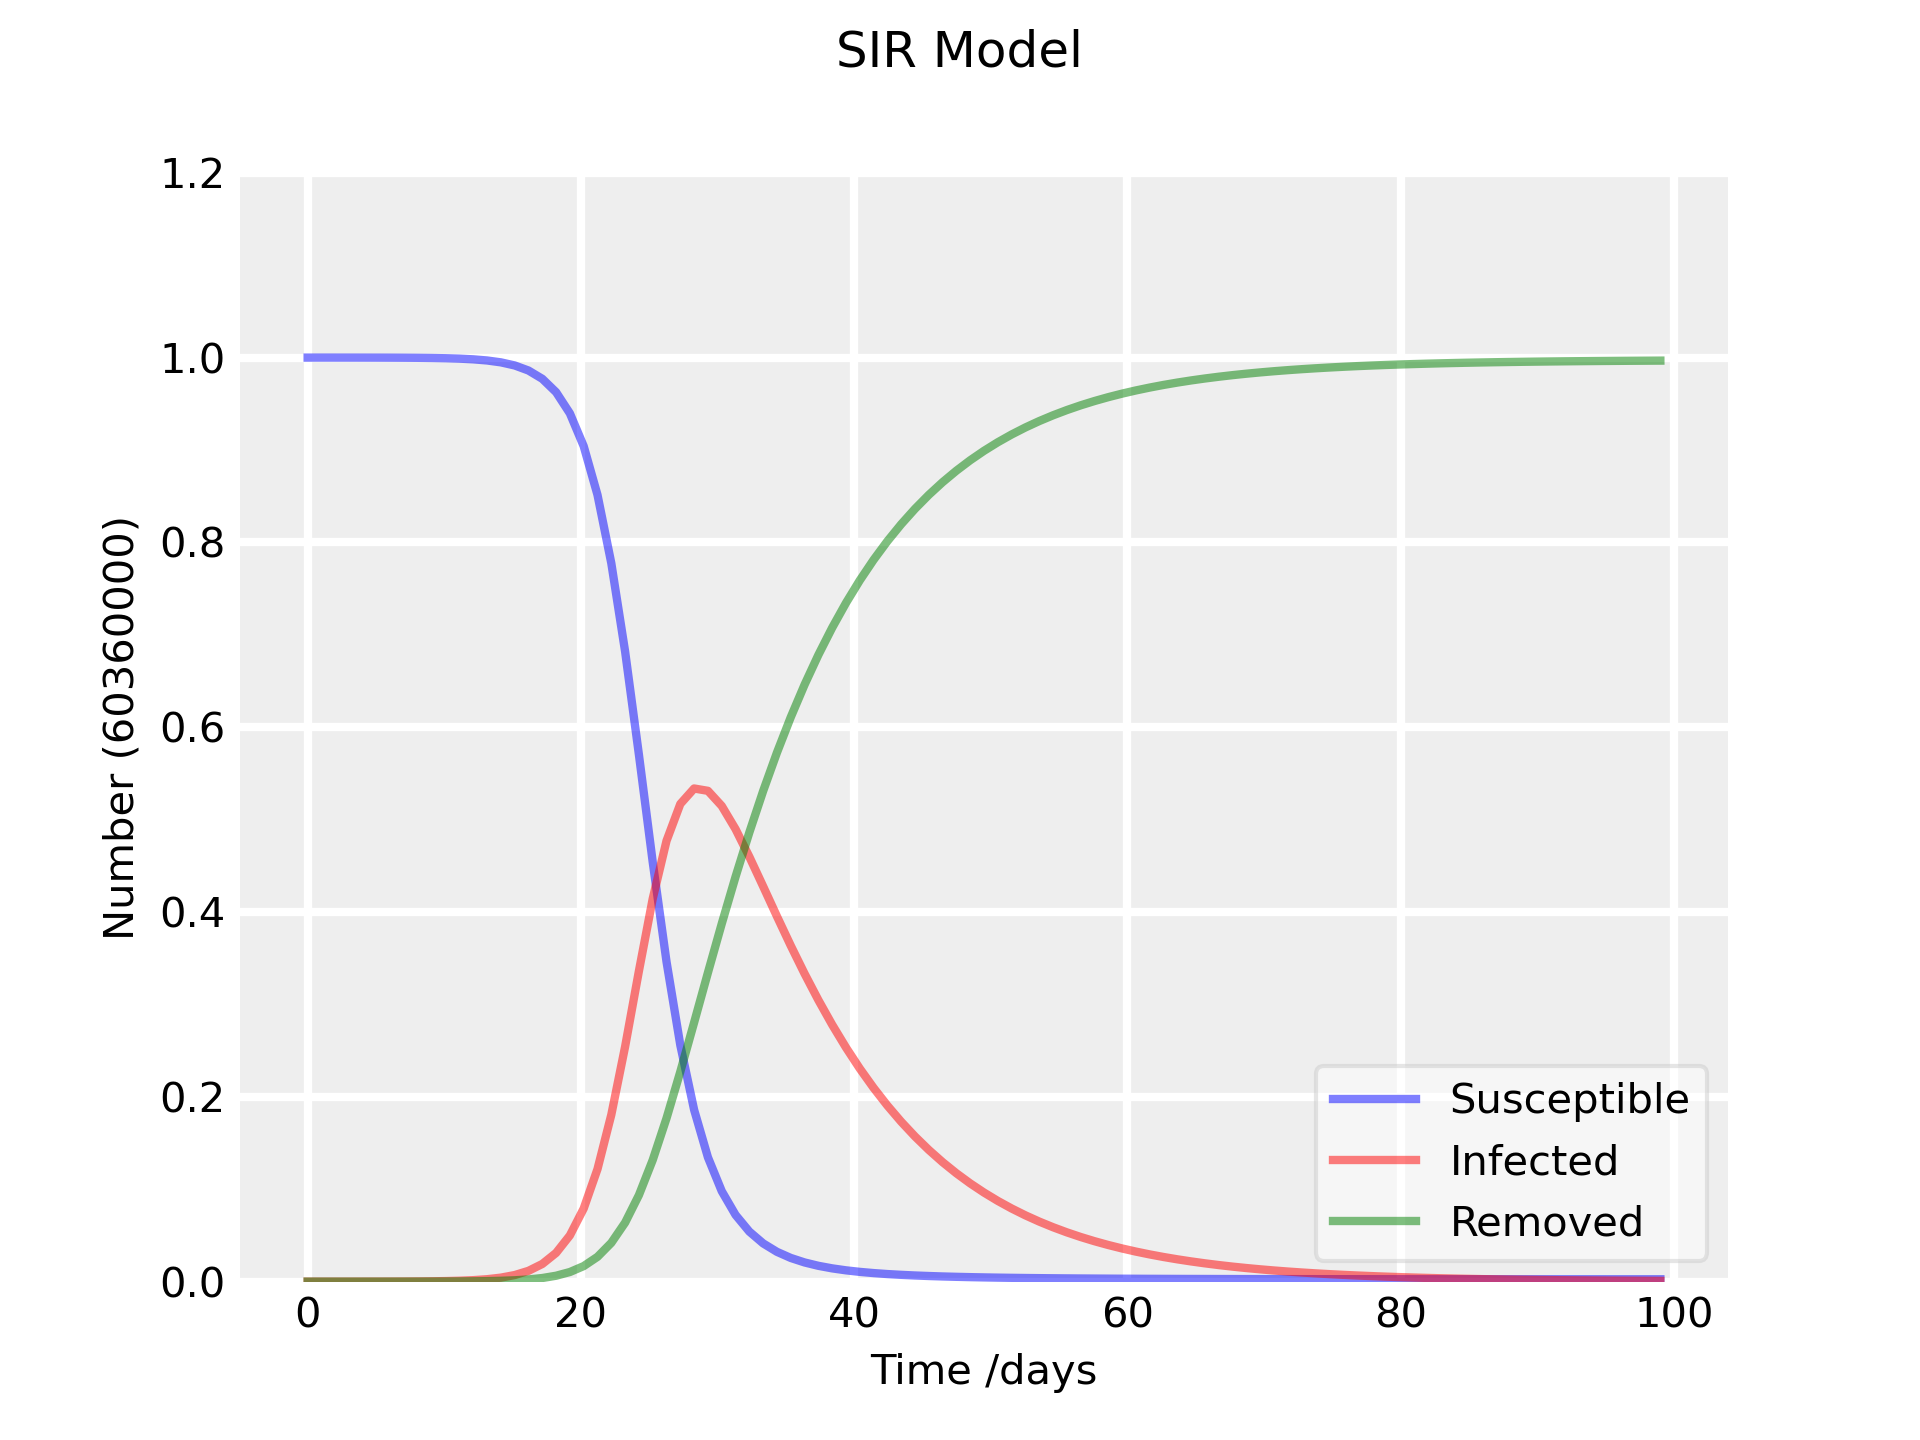 SIR Model
1.2
1.0
0.8
0.6
0.4
0.2
0.0
Number (60360000)
0 20 40 60 80 100
Time /days
Susceptible
Infected
Removed